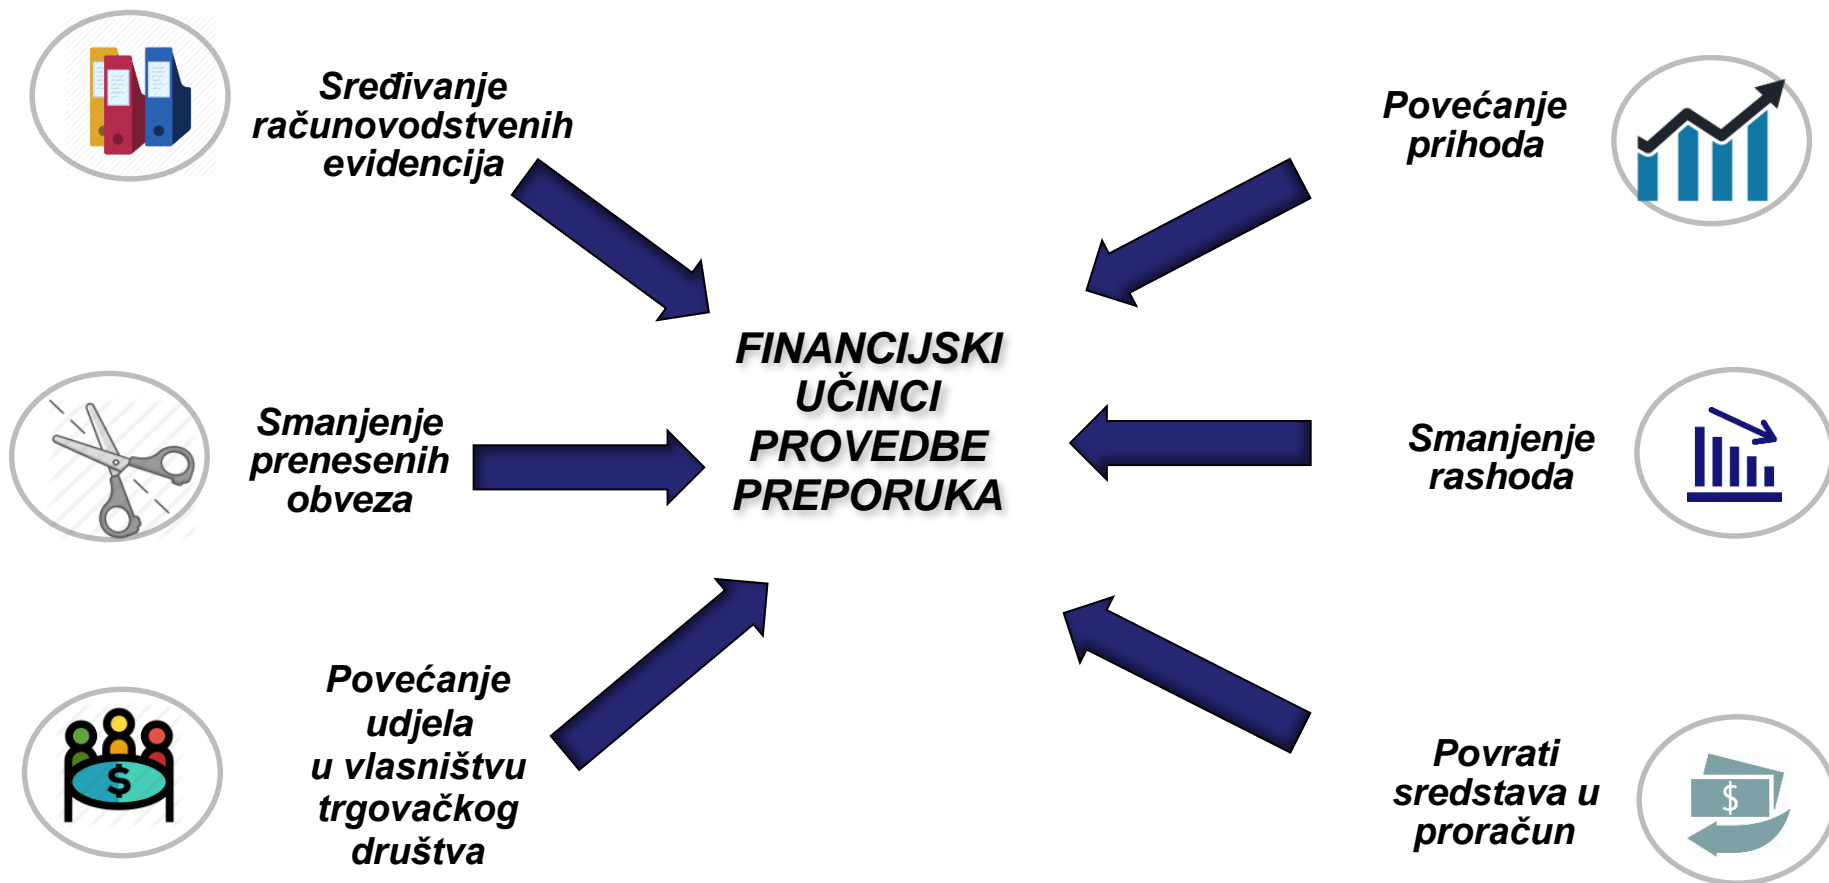 Sređivanje
računovodstvenih
evidencija
Povećanje
prihoda
FINANCIJSKI
UČINCI
PROVEDBE
PREPORUKA
Smanjenje
prenesenih
obveza
Smanjenje
rashoda
Povećanje
udjela
u vlasništvu
trgovačkog
društva
$
Povrati
sredstava u
proračun
$